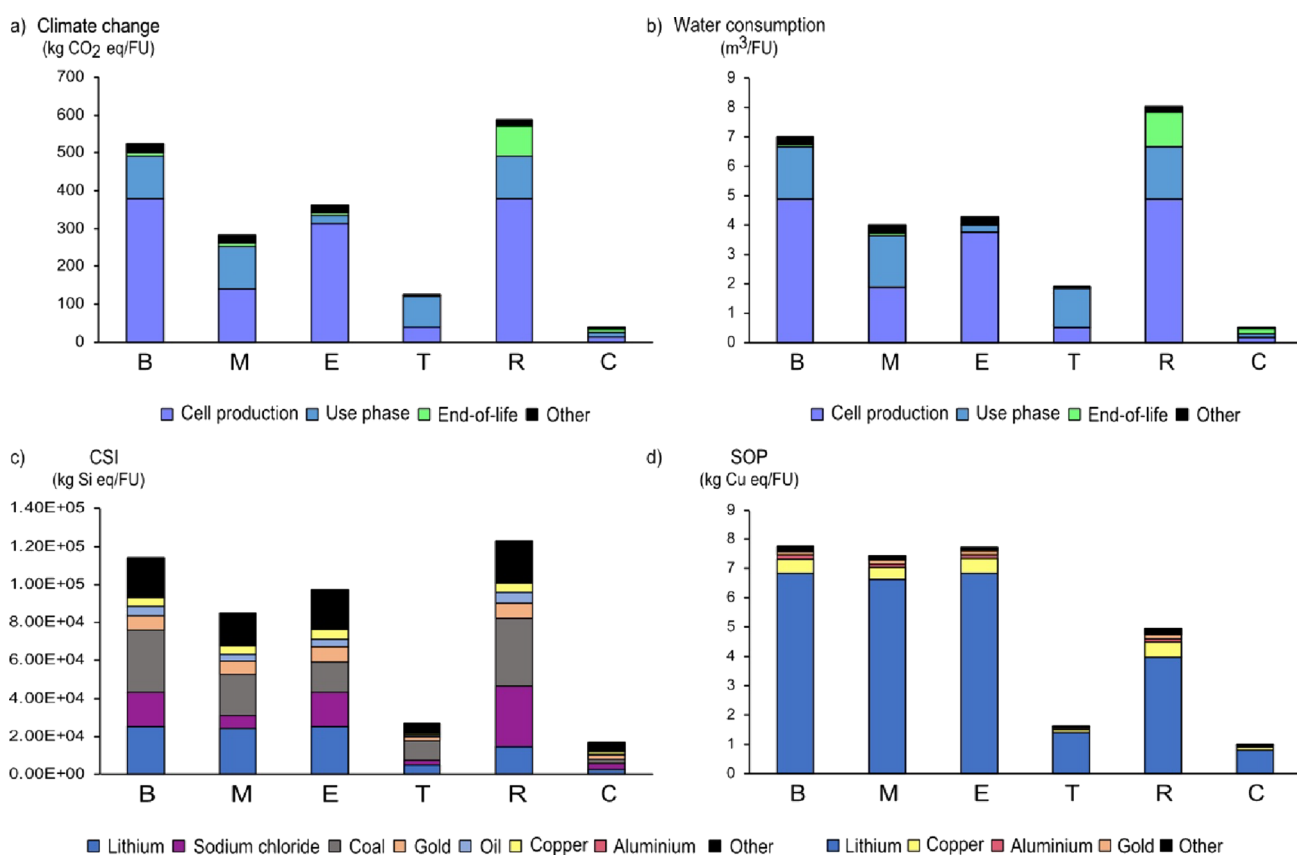 a) Climate change
(kg CO2 eq/FU)
700
600
500
400
300
200
100
0
B M E T R C
Cell production Use phase End-of-life Other
b) Water consumption
(m³/FU)
9
8
7
6
5
4
3
2
1
0
B M E T R C
Cell production Use phase End-of-life Other
c) CSI
(kg Si eq/FU)
1.40E+05
1.20E+05
1.00E+05
8.00E+04
6.00E+04
4.00E+04
2.00E+04
0.00E+00
B M E T R C
Lithium Sodium chloride Coal Gold Oil Copper Aluminium Other
d) SOP
(kg Cu eq/FU)
9
8
7
6
5
4
3
2
1
0
B M E T R C
Lithium Copper Aluminium Gold Other